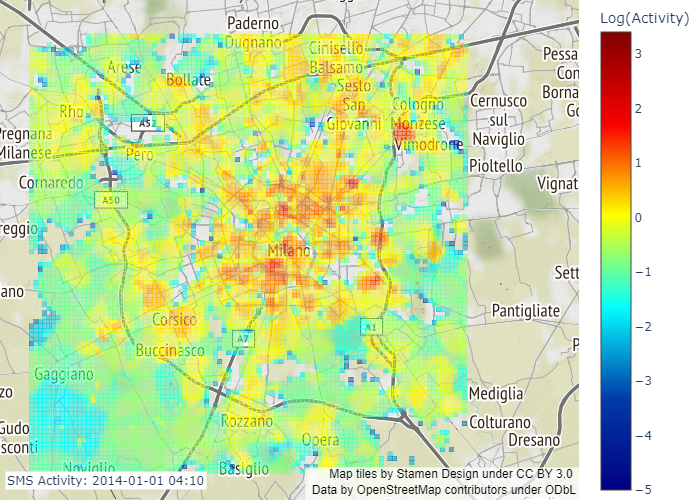 Paderno
Dugnano
Cinisello
Balsamo
Arese
Bollate
Sesto
San
Giovanni
Rho
Cologno
Monzese
Cernusco
sul
Naviglio
Pessa
Con
Borna
Go
A52
Vimodrone
Pregnana
Milanese
Pero
Pioltello
Cornaredo
Vignat
A50
reggio
Milano
Sett
ano
Pantigliate
Corsico
A7
A1
P
Buccinasco
Gaggiano
zo
Mediglia
Rozzano
Colturano
Gudo
sconti
Opera
Dresano
Noviglio
Basiglio
SMS Activity: 2014-01-01 04:10
Map tiles by Stamen Design under CC BY 3.0
Data by OpenStreetMap contributors under ODbL
Log(Activity)
3
2
1
0
−1
−2
−3
−4
−5